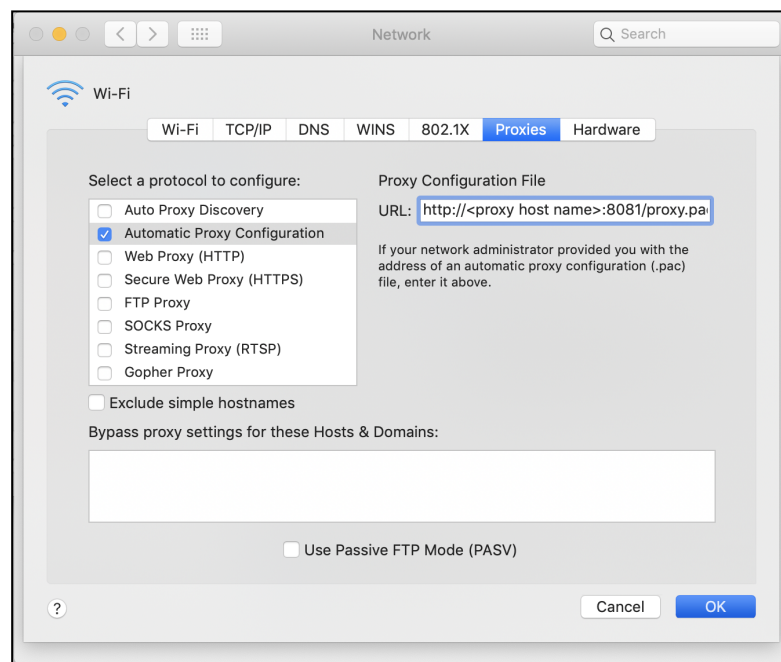 Network
Search
Wi-Fi
Wi-Fi TCP/IP DNS WINS 802.1X Proxies Hardware
Select a protocol to configure:
Auto Proxy Discovery
Automatic Proxy Configuration
Web Proxy (HTTP)
Secure Web Proxy (HTTPS)
FTP Proxy
SOCKS Proxy
Streaming Proxy (RTSP)
Gopher Proxy
Proxy Configuration File
URL: http://<proxy host name>:8081/proxy.pa
If your network administrator provided you with the
address of an automatic proxy configuration (.pac)
file, enter it above.
Exclude simple hostnames
Bypass proxy settings for these Hosts & Domains:
Use Passive FTP Mode (PASV)
?
Cancel
OK